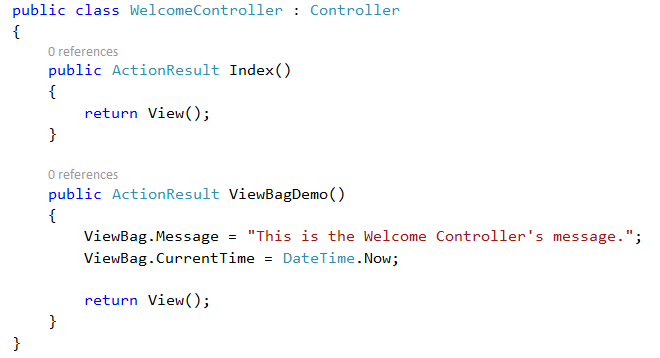 public class WelcomeController : Controller
{
    0 references
    public ActionResult Index()
    {
        return View();
    }

    0 references
    public ActionResult ViewBagDemo()
    {
        ViewBag.Message = "This is the Welcome Controller's message.";
        ViewBag.CurrentTime = DateTime.Now;

        return View();
    }
}